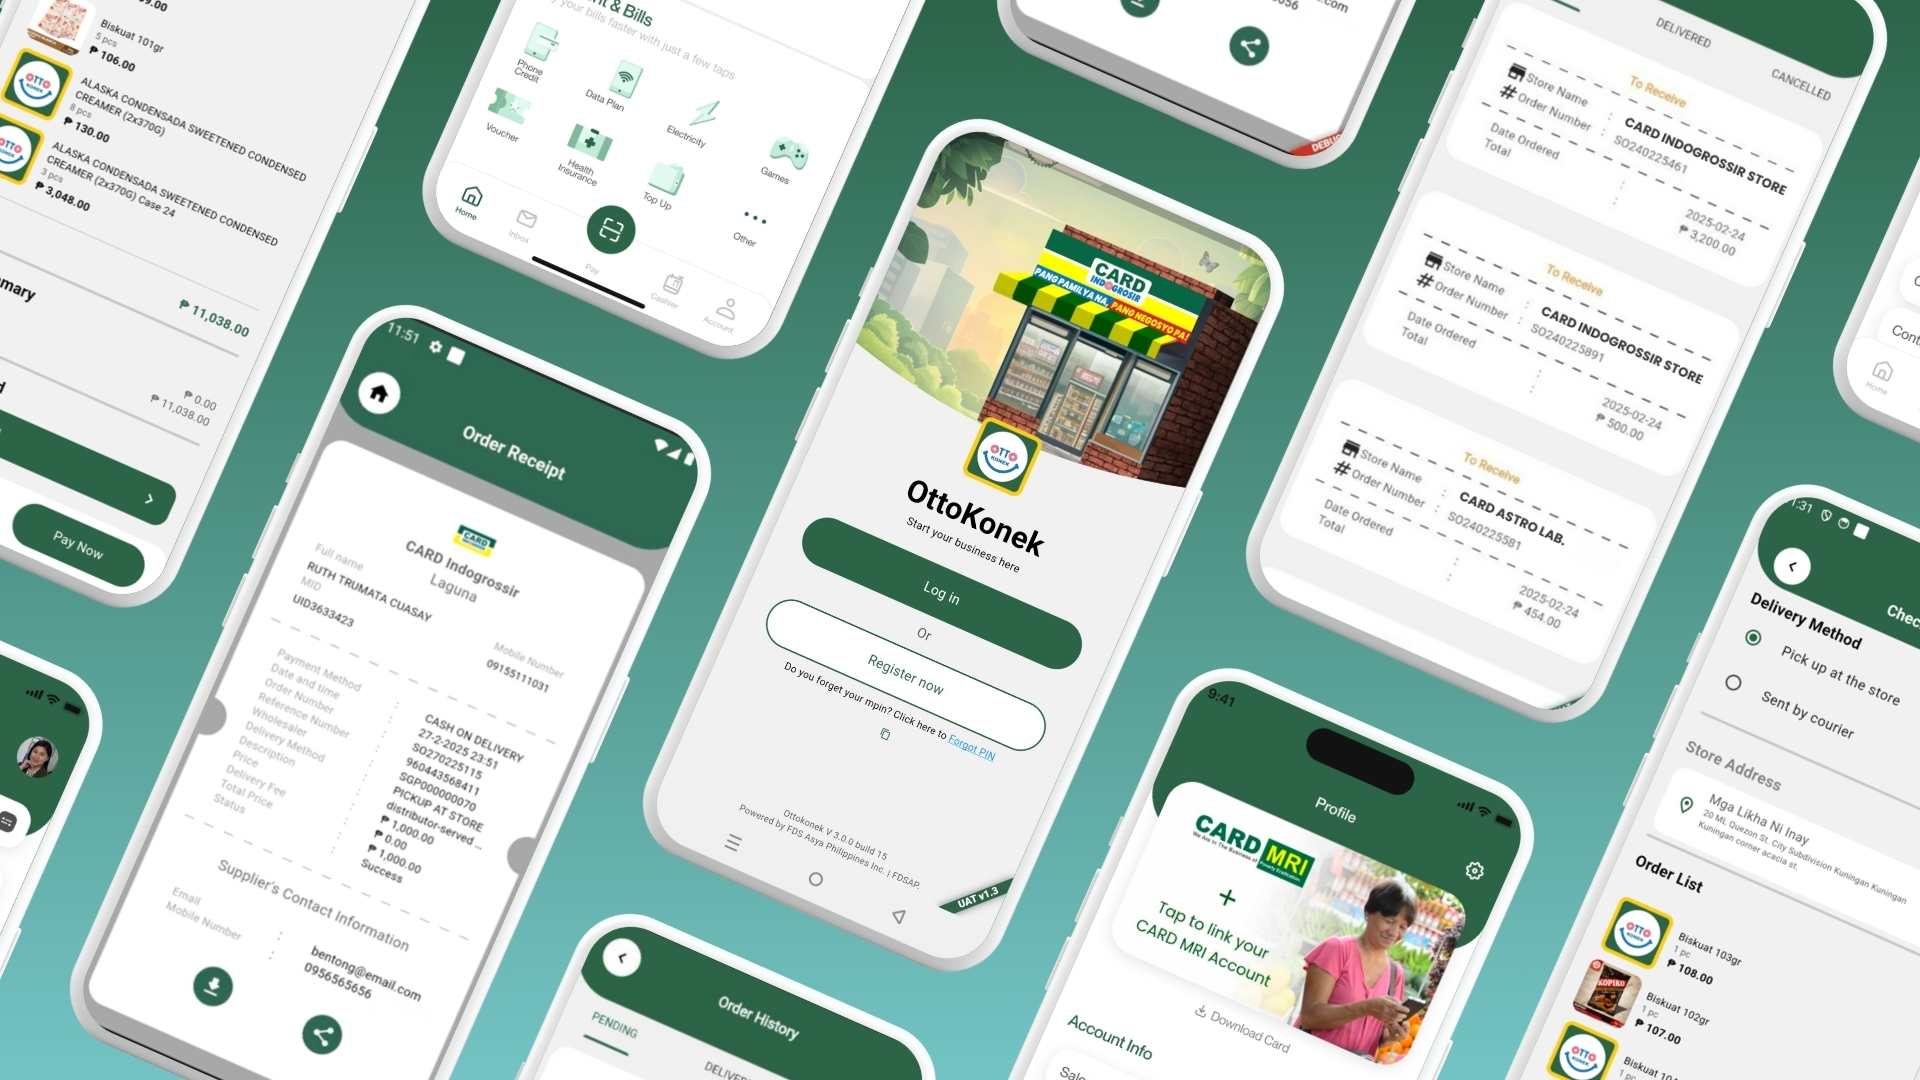 Biskuat 101gr
5 pcs
₱ 106.00
ALASKA CONDENSADA SWEETENED CONDENSED
CREAMER (2x370G)
8 pcs
₱ 130.00
ALASKA CONDENSADA SWEETENED CONDENSED
CREAMER (2x370G) Case 24
3 pcs
₱ 3,048.00
₱ 11,038.00
₱ 0.00
₱ 11,038.00
Pay Now
& Bills
your bills faster with just a few taps
Phone
Credit
Data Plan
Electricity
Games
Voucher
Health
Insurance
Top Up
Other
Home
Inbox
Pay
Cashier
Account
11:51
Order Receipt
CARD
CARD Indogrossir
Laguna
Full name
RUTH TRUMATA CUASAY
MID
UID3633423
Mobile Number
09155111031
Payment Method
CASH ON DELIVERY
Date and time
27-2-2025 23:51
Order Number
SO270225115
Reference Number
960443568411
Wholesaler
SGP000000070
Delivery Method
PICKUP AT STORE
Description
distributor-served ...
Price
₱ 1,000.00
Delivery Fee
₱ 0.00
Total Price
₱ 1,000.00
Status
Success
Supplier's Contact Information
Email
bentong@email.com
Mobile Number
0956565656
CARD
INDOGROSIR
PANG PAMILYA NA, PANG NEGOSYO PA!
OTTO
KONEK
OttoKonek
Start your business here
Log in
Or
Register now
Do you forget your mpin? Click here to Forgot PIN
Ottokonek V 3.0.0 build 15
Powered by FDS Asya Philippines Inc. | FDSAP.
UAT v1.3
Order History
PENDING
DELIVERED
CANCELLED
To Receive
Store Name : CARD INDOGROSSIR STORE
Order Number : SO240225461
Date Ordered : 2025-02-24
Total : ₱ 3,200.00
To Receive
Store Name : CARD INDOGROSSIR STORE
Order Number : SO240225891
Date Ordered : 2025-02-24
Total : ₱ 500.00
To Receive
Store Name : CARD ASTRO LAB.
Order Number : SO240225581
Date Ordered : 2025-02-24
Total : ₱ 454.00
9:41
Profile
CARD MRI
We Are In The Business of Poverty Eradication
+
Tap to link your
CARD MRI Account
Download Card
Account Info
1:31
Delivery Method
Pick up at the store
Sent by courier
Store Address
Mga Likha Ni Inay
20 ML Quezon St. City Subdivision Kuningan Kuningan
Kuningan corner acacia st.
Order List
Biskuat 103gr
1 pc
₱ 108.00
KOPIKO
Biskuat 102gr
1 pc
₱ 107.00
OTTO
KONEK
Home